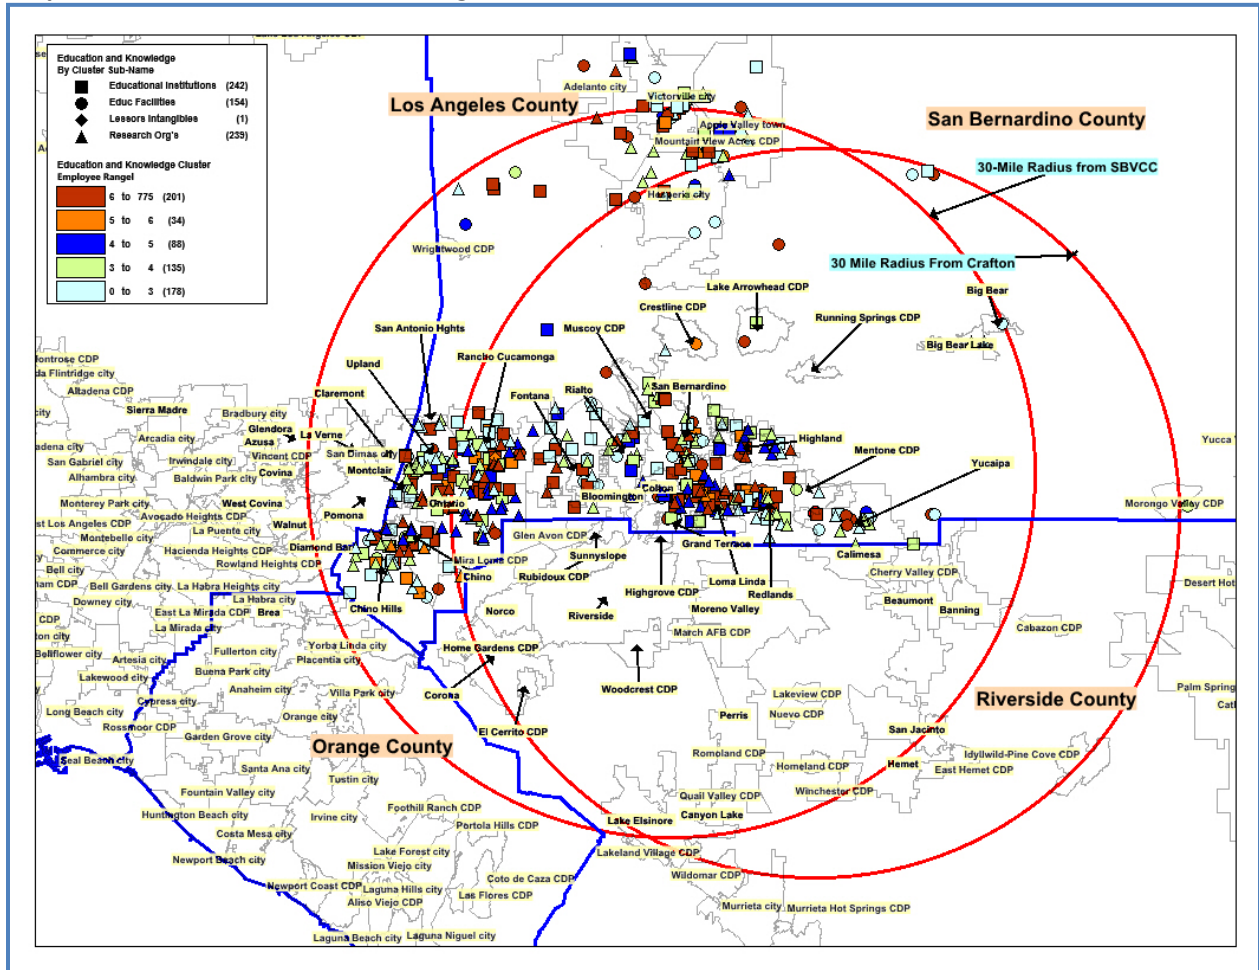 Education and Knowledge
By Cluster Sub-Name
Educational Institutions (242)
Educ Facilities (154)
Lessors Intangibles (1)
Research Org's (239)
Education and Knowledge Cluster
Employee Rangel
6 to 775 (201)
5 to 6 (34)
4 to 5 (88)
3 to 4 (135)
0 to 3 (178)
Los Angeles County
San Bernardino County
Adelanto city
Victorville city
Apple Valley town
Mountain View Acres CDP
30-Mile Radius from SBVCC
Hesperia city
Wrightwood CDP
30 Mile Radius From Crafton
Lake Arrowhead CDP
Big Bear
Crestline CDP
Running Springs CDP
San Antonio Hghts
Muscoy CDP
Big Bear Lake
Upland
Rancho Cucamonga
Claremont
Fontana
Rialto
San Bernardino
Altadena CDP
Sierra Madre
Bradbury city
Glendora
La Verne
Azusa
Arcadia city
Highland
Mentone CDP
San Gabriel city
Irwindale city
Vincent CDP
San Dimas city
Montclair
Yucaipa
Alhambra city
Baldwin Park city
Covina
Colton
Bloomington
Monterey Park city
West Covina
Ontario
Morongo Valley CDP
Avocado Heights CDP
Pomona
st Los Angeles CDP
La Puente city
Walnut
Montebello city
Glen Avon CDP
Grand Terrace
Commerce city
Hacienda Heights CDP
Diamond Bar
Sunnyslope
Calimesa
Rowland Heights CDP
Mira Loma CDP
Bell city
Chino
Rubidoux CDP
Loma Linda
Cherry Valley CDP
Bell Gardens city
La Habra Heights city
Highgrove CDP
Redlands
Desert Hot
Downey city
La Habra city
Chino Hills
Norco
Riverside
Moreno Valley
Beaumont
Banning
East La Mirada CDP
Brea
La Mirada city
March AFB CDP
Cabazon CDP
Fullerton city
Yorba Linda city
Home Gardens CDP
Bellflower city
Artesia city
Placentia city
Lakewood city
Buena Park city
Anaheim city
Villa Park city
Corona
Woodcrest CDP
Lakeview CDP
Riverside County
Palm Spring
Cypress city
Long Beach city
Orange city
Perris
Nuevo CDP
Rossmoor CDP
Garden Grove city
Orange County
El Cerrito CDP
San Jacinto
Seal Beach city
Santa Ana city
Romoland CDP
Homeland CDP
Hemet
Idyllwild-Pine Cove CDP
East Hemet CDP
Tustin city
Fountain Valley city
Quail Valley CDP
Winchester CDP
Huntington Beach city
Irvine city
Foothill Ranch CDP
Canyon Lake
Portola Hills CDP
Lake Elsinore
Costa Mesa city
Newport Beach city
Lake Forest city
Lakeland Village CDP
Mission Viejo city
Wildomar CDP
Newport Coast CDP
Laguna Hills city
Coto de Caza CDP
Las Flores CDP
Aliso Viejo CDP
Murrieta city
Murrieta Hot Springs CDP
Laguna Beach city
Laguna Niguel city